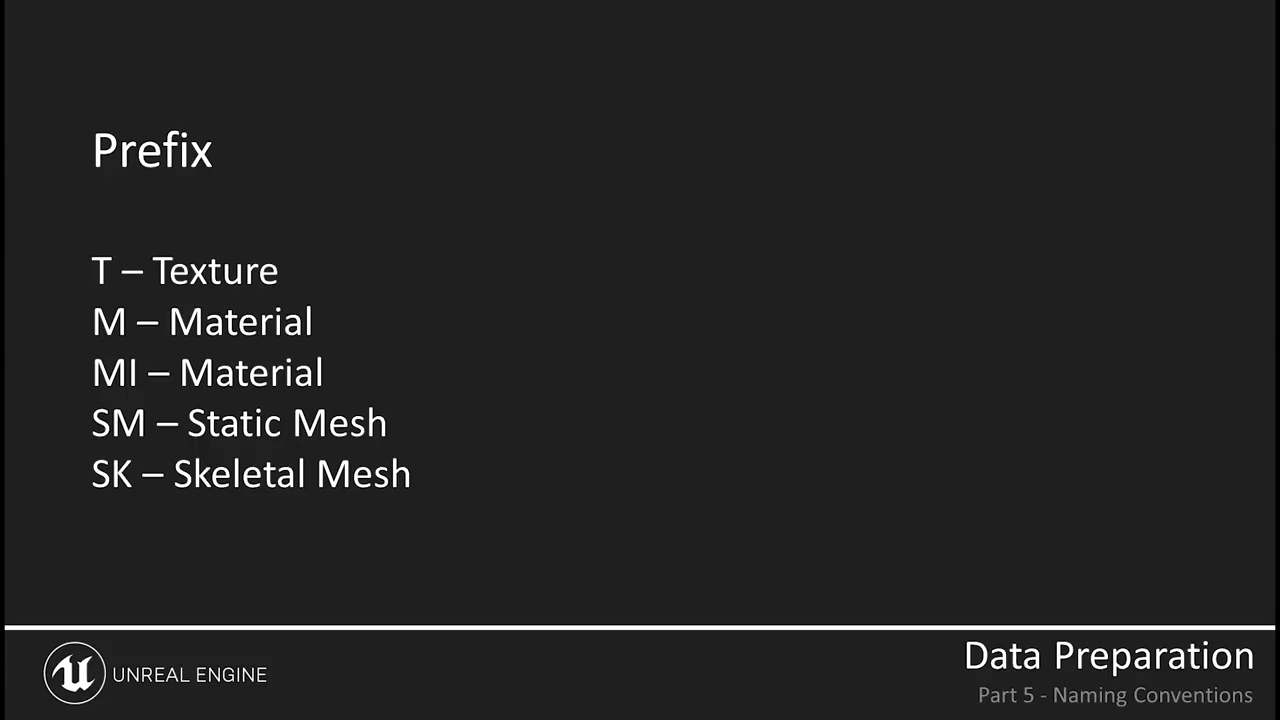 Prefix
T – Texture
M – Material
MI – Material
SM – Static Mesh
SK – Skeletal Mesh
UNREAL ENGINE
Data Preparation
Part 5 - Naming Conventions